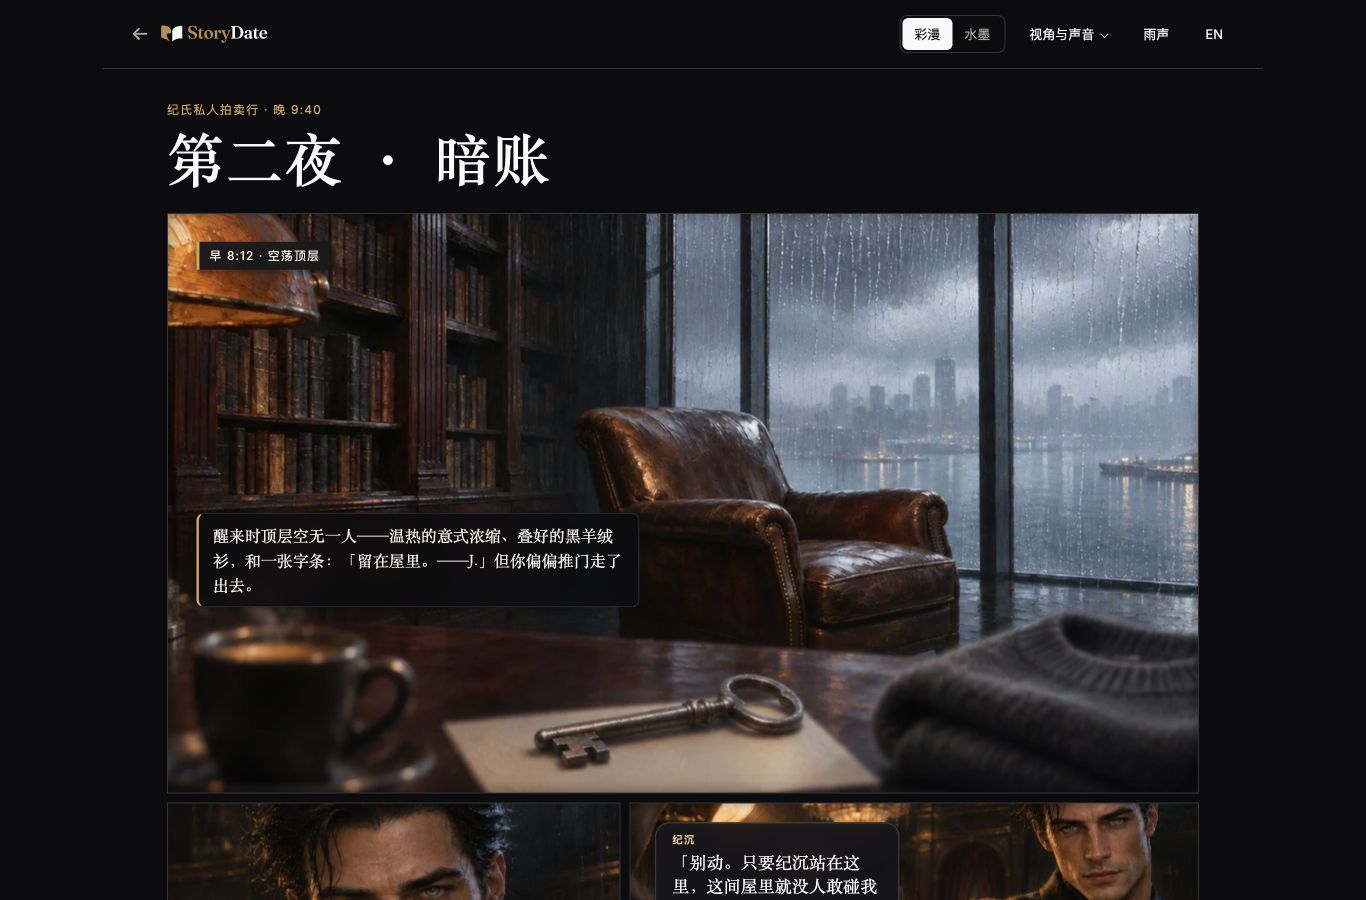 StoryDate
彩漫
水墨
视角与声音
雨声
EN
纪氏私人拍卖行 · 晚 9:40
第二夜 · 暗账
早 8:12 · 空荡顶层
醒来时顶层空无一人——温热的意式浓缩、叠好的黑羊绒
衫，和一张字条：「留在屋里。——J.」但你偏偏推门走了
出去。
纪沉
「别动。只要纪沉站在这
里，这间屋里就没人敢碰我